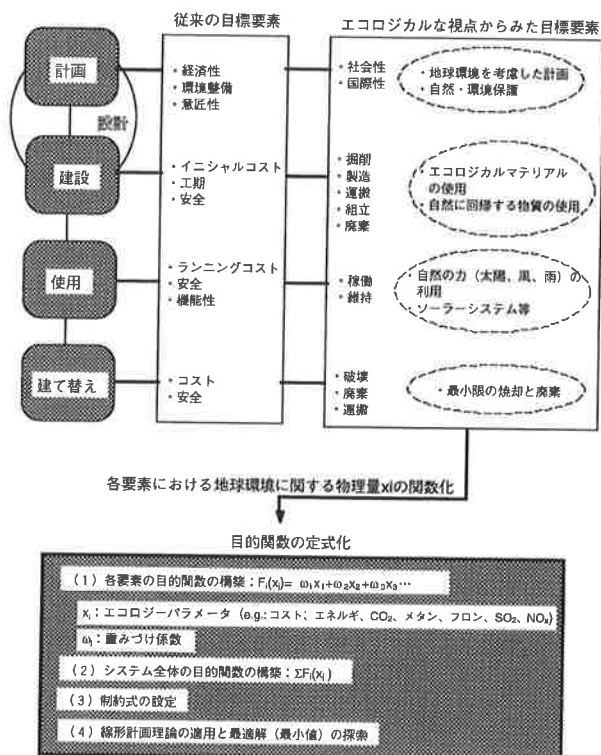 従来の目標要素
エコロジカルな視点からみた目標要素
計画
・経済性
・環境整備
・意匠性
・社会性
・国際性
・地球環境を考慮した計画
・自然・環境保護
設計
建設
・イニシャルコスト
・工期
・安全
・掘削
・製造
・運搬
・組立
・廃棄
・エコロジカルマテリアル
の使用
・自然に回帰する物質の使用
使用
・ランニングコスト
・安全
・機能性
・稼働
・維持
・自然の力（太陽、風、雨）の
利用
・ソーラーシステム等
建て替え
・コスト
・安全
・破壊
・廃棄
・運搬
・最小限の焼却と廃棄
各要素における地球環境に関する物理量xiの関数化
目的関数の定式化
（1）各要素の目的関数の構築：Fᵢ(xⱼ)= ω₁x₁+ω₂x₂+ω₃x₃…
xᵢ：エコロジーパラメータ（e.g.:コスト; エネルギ、CO₂、メタン、フロン、SO₂、NOₓ）
ωᵢ：重みづけ係数
（2）システム全体の目的関数の構築：ΣFᵢ(xⱼ)
（3）制約式の設定
（4）線形計画理論の適用と最適解（最小値）の探索